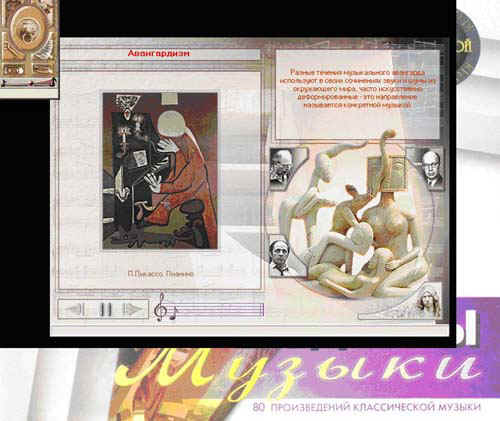 Авангардизм
Разные течения музыкального авангарда
используют в своих сочинениях звуки и шумы из
окружающего мира, часто искусственно
деформированные - это направление
называется конкретной музыкой.
П.Пикассо. Пианино
Музыки
80 ПРОИЗВЕДЕНИЙ КЛАССИЧЕСКОЙ МУЗЫКИ